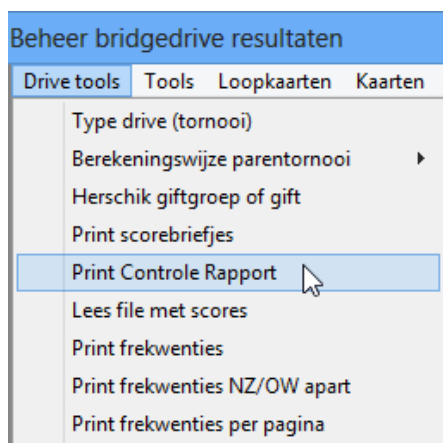 Beheer bridgedrive resultaten
Drive tools Tools Loopkaarten Kaarten
Type drive (tornooi)
Berekeningswijze parentornooi
Herschik giftgroep of gift
Print scorebriefjes
Print Controle Rapport
Lees file met scores
Print frekwenties
Print frekwenties NZ/OW apart
Print frekwenties per pagina